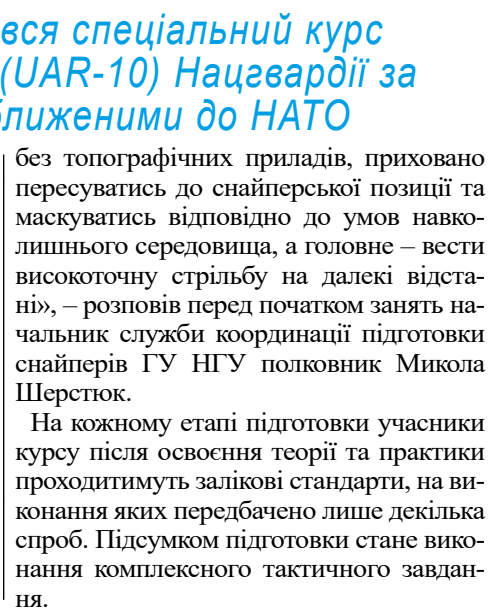 вся спеціальний курс
(UAR-10) Нацгвардії за
ближеними до НАТО
без топографічних приладів, приховано
пересуватись до снайперської позиції та
маскуватись відповідно до умов навко-
лишнього середовища, а головне – вести
високоточну стрільбу на далекі відста-
ні», – розповів перед початком занять на-
чальник служби координації підготовки
снайперів ГУ НГУ полковник Микола
Шерстюк.
На кожному етапі підготовки учасники
курсу після освоєння теорії та практики
проходитимуть залікові стандарти, на ви-
конання яких передбачено лише декілька
спроб. Підсумком підготовки стане вико-
нання комплексного тактичного завдан-
ня.